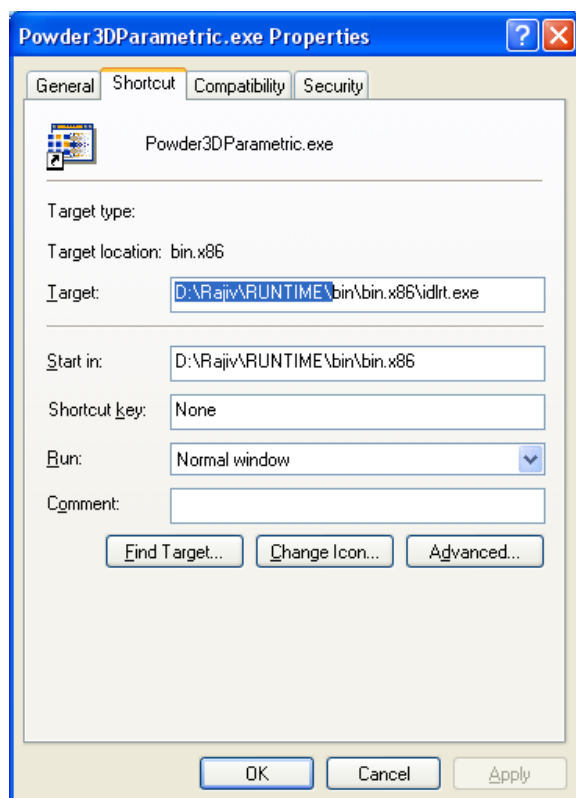 Powder3DParametric.exe Properties
General Shortcut Compatibility Security
Powder3DParametric.exe
Target type:
Target location: bin.x86
Target: D:\Rajiv\RUNTIME\bin\bin.x86\idlrt.exe
Start in: D:\Rajiv\RUNTIME\bin\bin.x86
Shortcut key: None
Run: Normal window
Comment:
Find Target... Change Icon... Advanced...
OK Cancel Apply